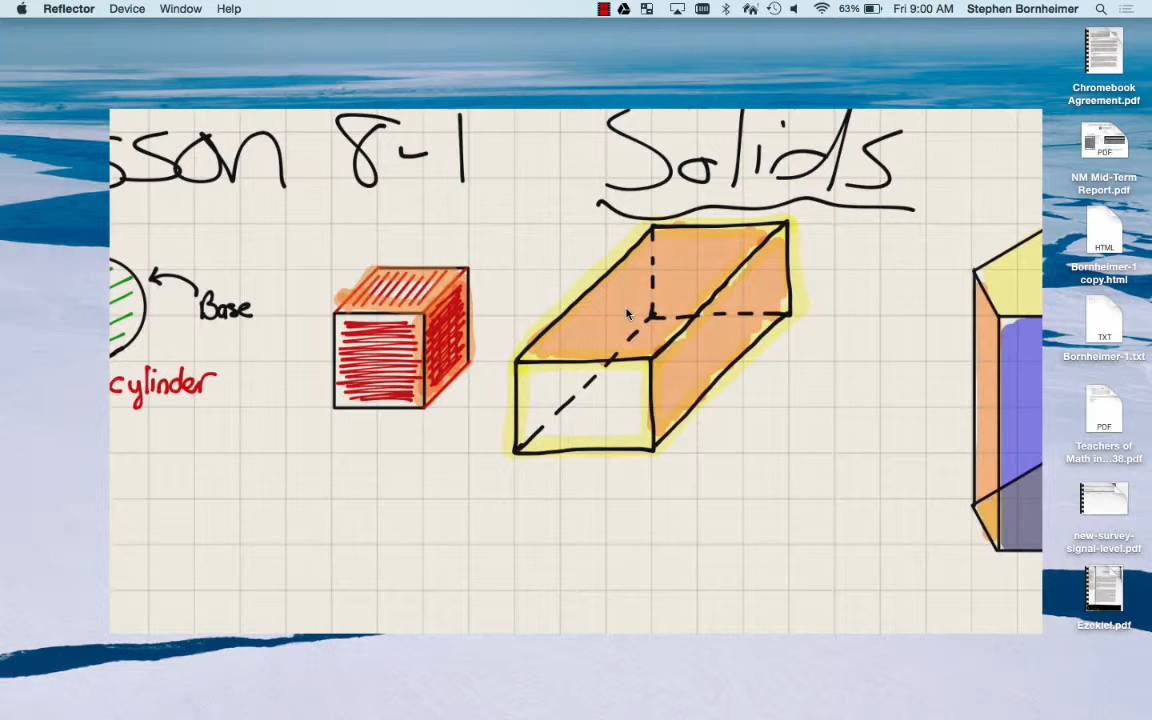 Reflector Device Window Help 63% Fri 9:00 AM Stephen Bornheimer
sson 8-1 Solids
Base
cylinder
Chromebook
Agreement.pdf
PDF
NM Mid-Term
Report.pdf
HTML
Bornheimer-1
copy.html
TXT
Bornheimer-1.txt
PDF
Teachers of
Math in...38.pdf
new-survey-
signal-level.pdf
Ezekiel.pdf